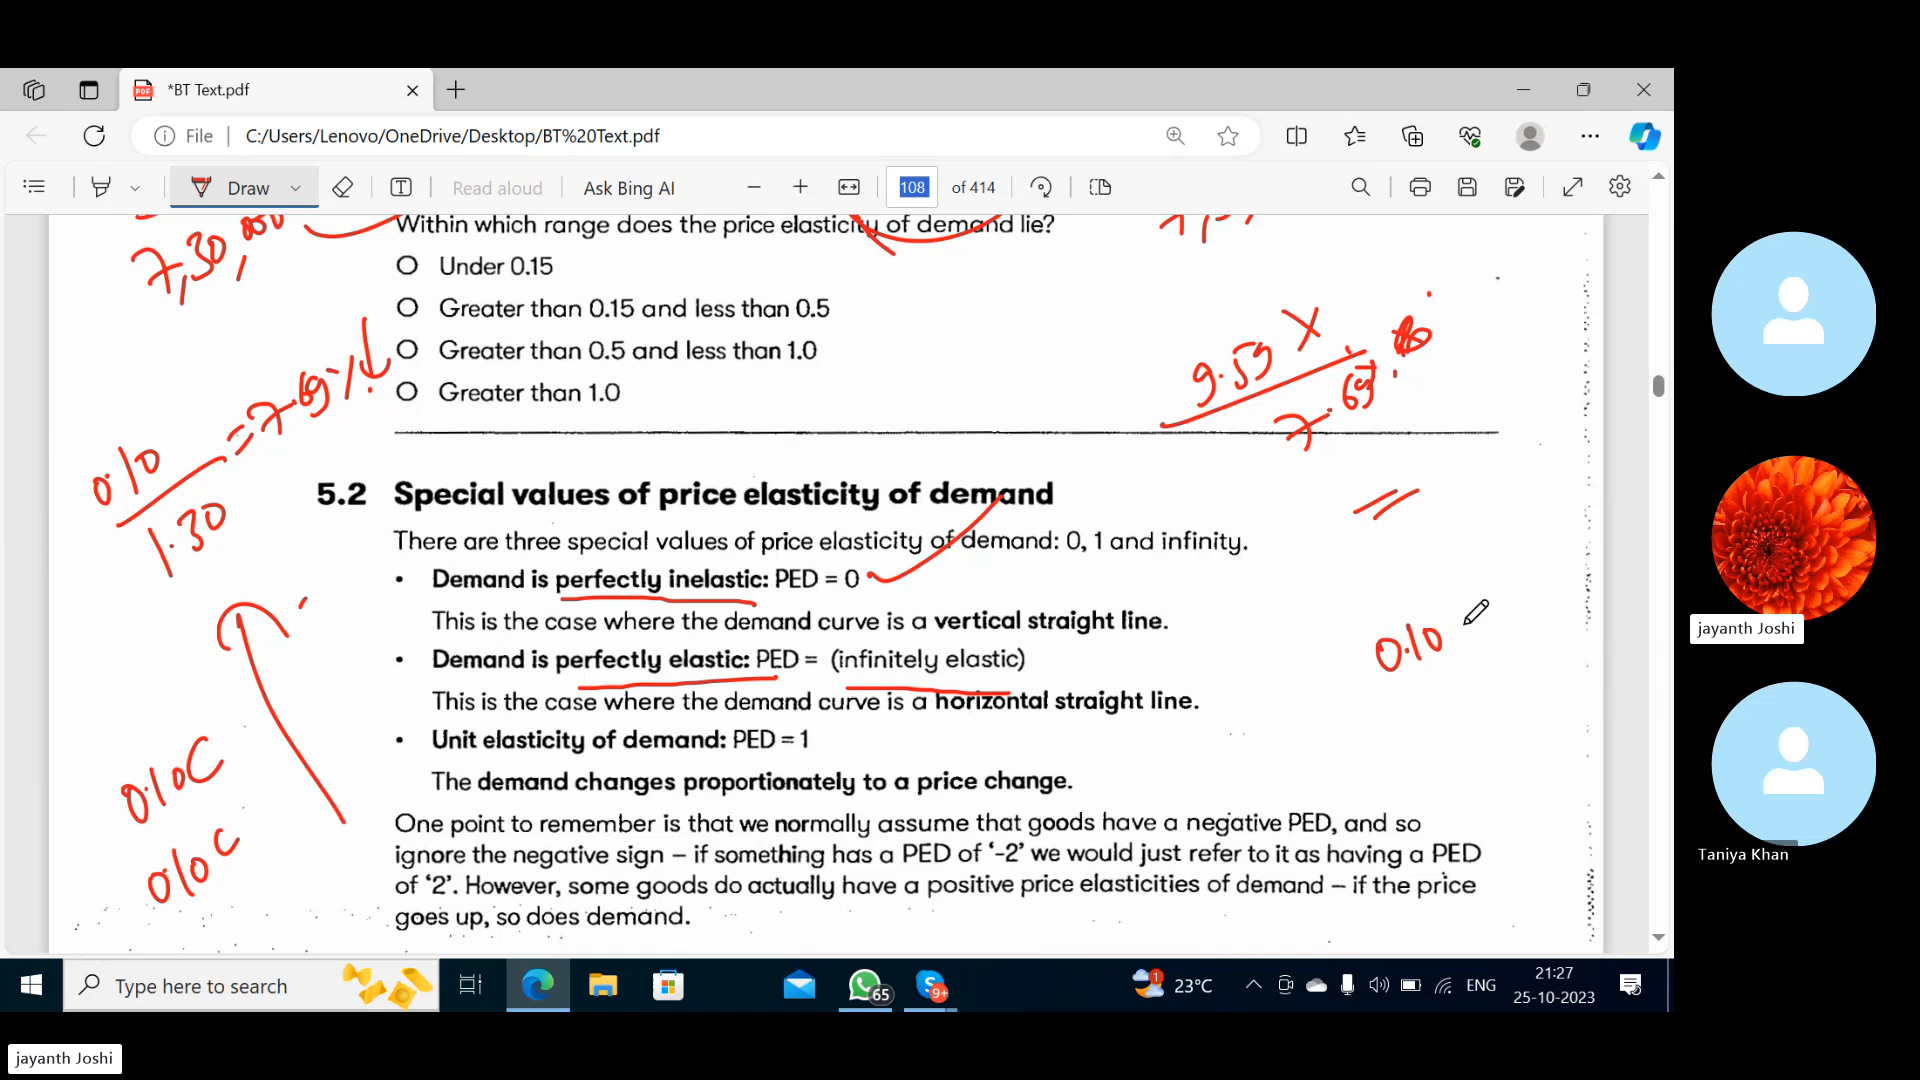 *BT Text.pdf
File
C:/Users/Lenovo/OneDrive/Desktop/BT%20Text.pdf
Draw
Read aloud
Ask Bing AI
108 of 414
7,30,000
Within which range does the price elasticity of demand lie?
Under 0.15
Greater than 0.15 and less than 0.5
Greater than 0.5 and less than 1.0
Greater than 1.0
0.10
1.30
= 7.69%
9.59
7.69
5.2 Special values of price elasticity of demand
There are three special values of price elasticity of demand: 0, 1 and infinity.
• Demand is perfectly inelastic: PED = 0
This is the case where the demand curve is a vertical straight line.
• Demand is perfectly elastic: PED = (infinitely elastic)
This is the case where the demand curve is a horizontal straight line.
• Unit elasticity of demand: PED = 1
The demand changes proportionately to a price change.
0.10
0.10C
0.10C
One point to remember is that we normally assume that goods have a negative PED, and so
ignore the negative sign – if something has a PED of ‘-2’ we would just refer to it as having a PED
of ‘2’. However, some goods do actually have a positive price elasticities of demand – if the price
goes up, so does demand.
jayanth Joshi
Taniya Khan
Type here to search
65
9+
1
23°C
ENG
21:27
25-10-2023
jayanth Joshi